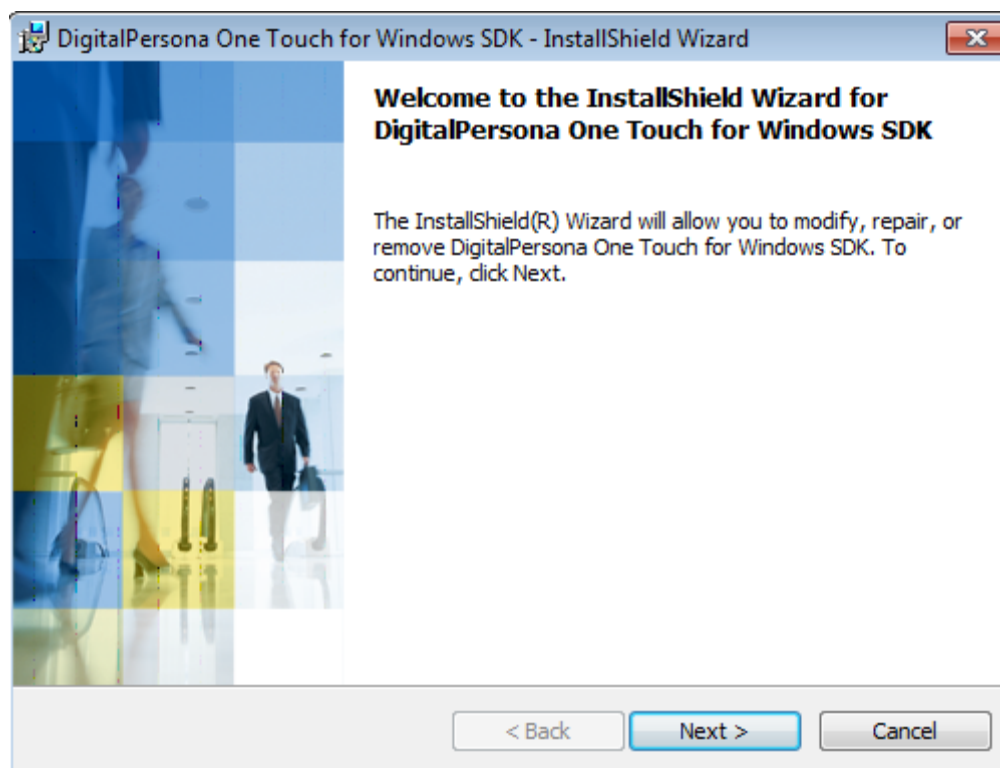 DigitalPersona One Touch for Windows SDK - InstallShield Wizard
Welcome to the InstallShield Wizard for
DigitalPersona One Touch for Windows SDK
The InstallShield(R) Wizard will allow you to modify, repair, or
remove DigitalPersona One Touch for Windows SDK. To
continue, click Next.
< Back Next > Cancel